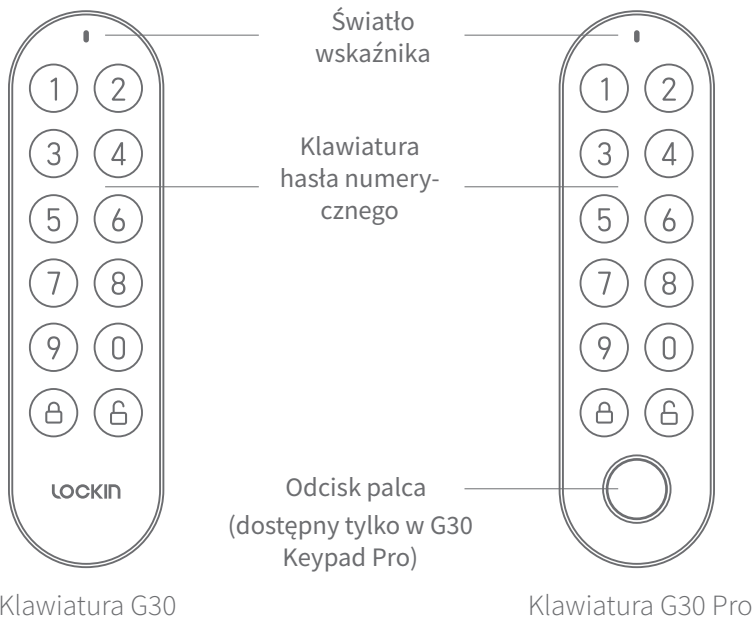 Światło
wskaźnika
1 2
1 2
3 4
3 4
Klawiatura
hasła numery-
cznego
5 6
5 6
7 8
7 8
9 0
9 0
LOCKIN
Odcisk palca
(dostępny tylko w G30
Keypad Pro)
Klawiatura G30
Klawiatura G30 Pro